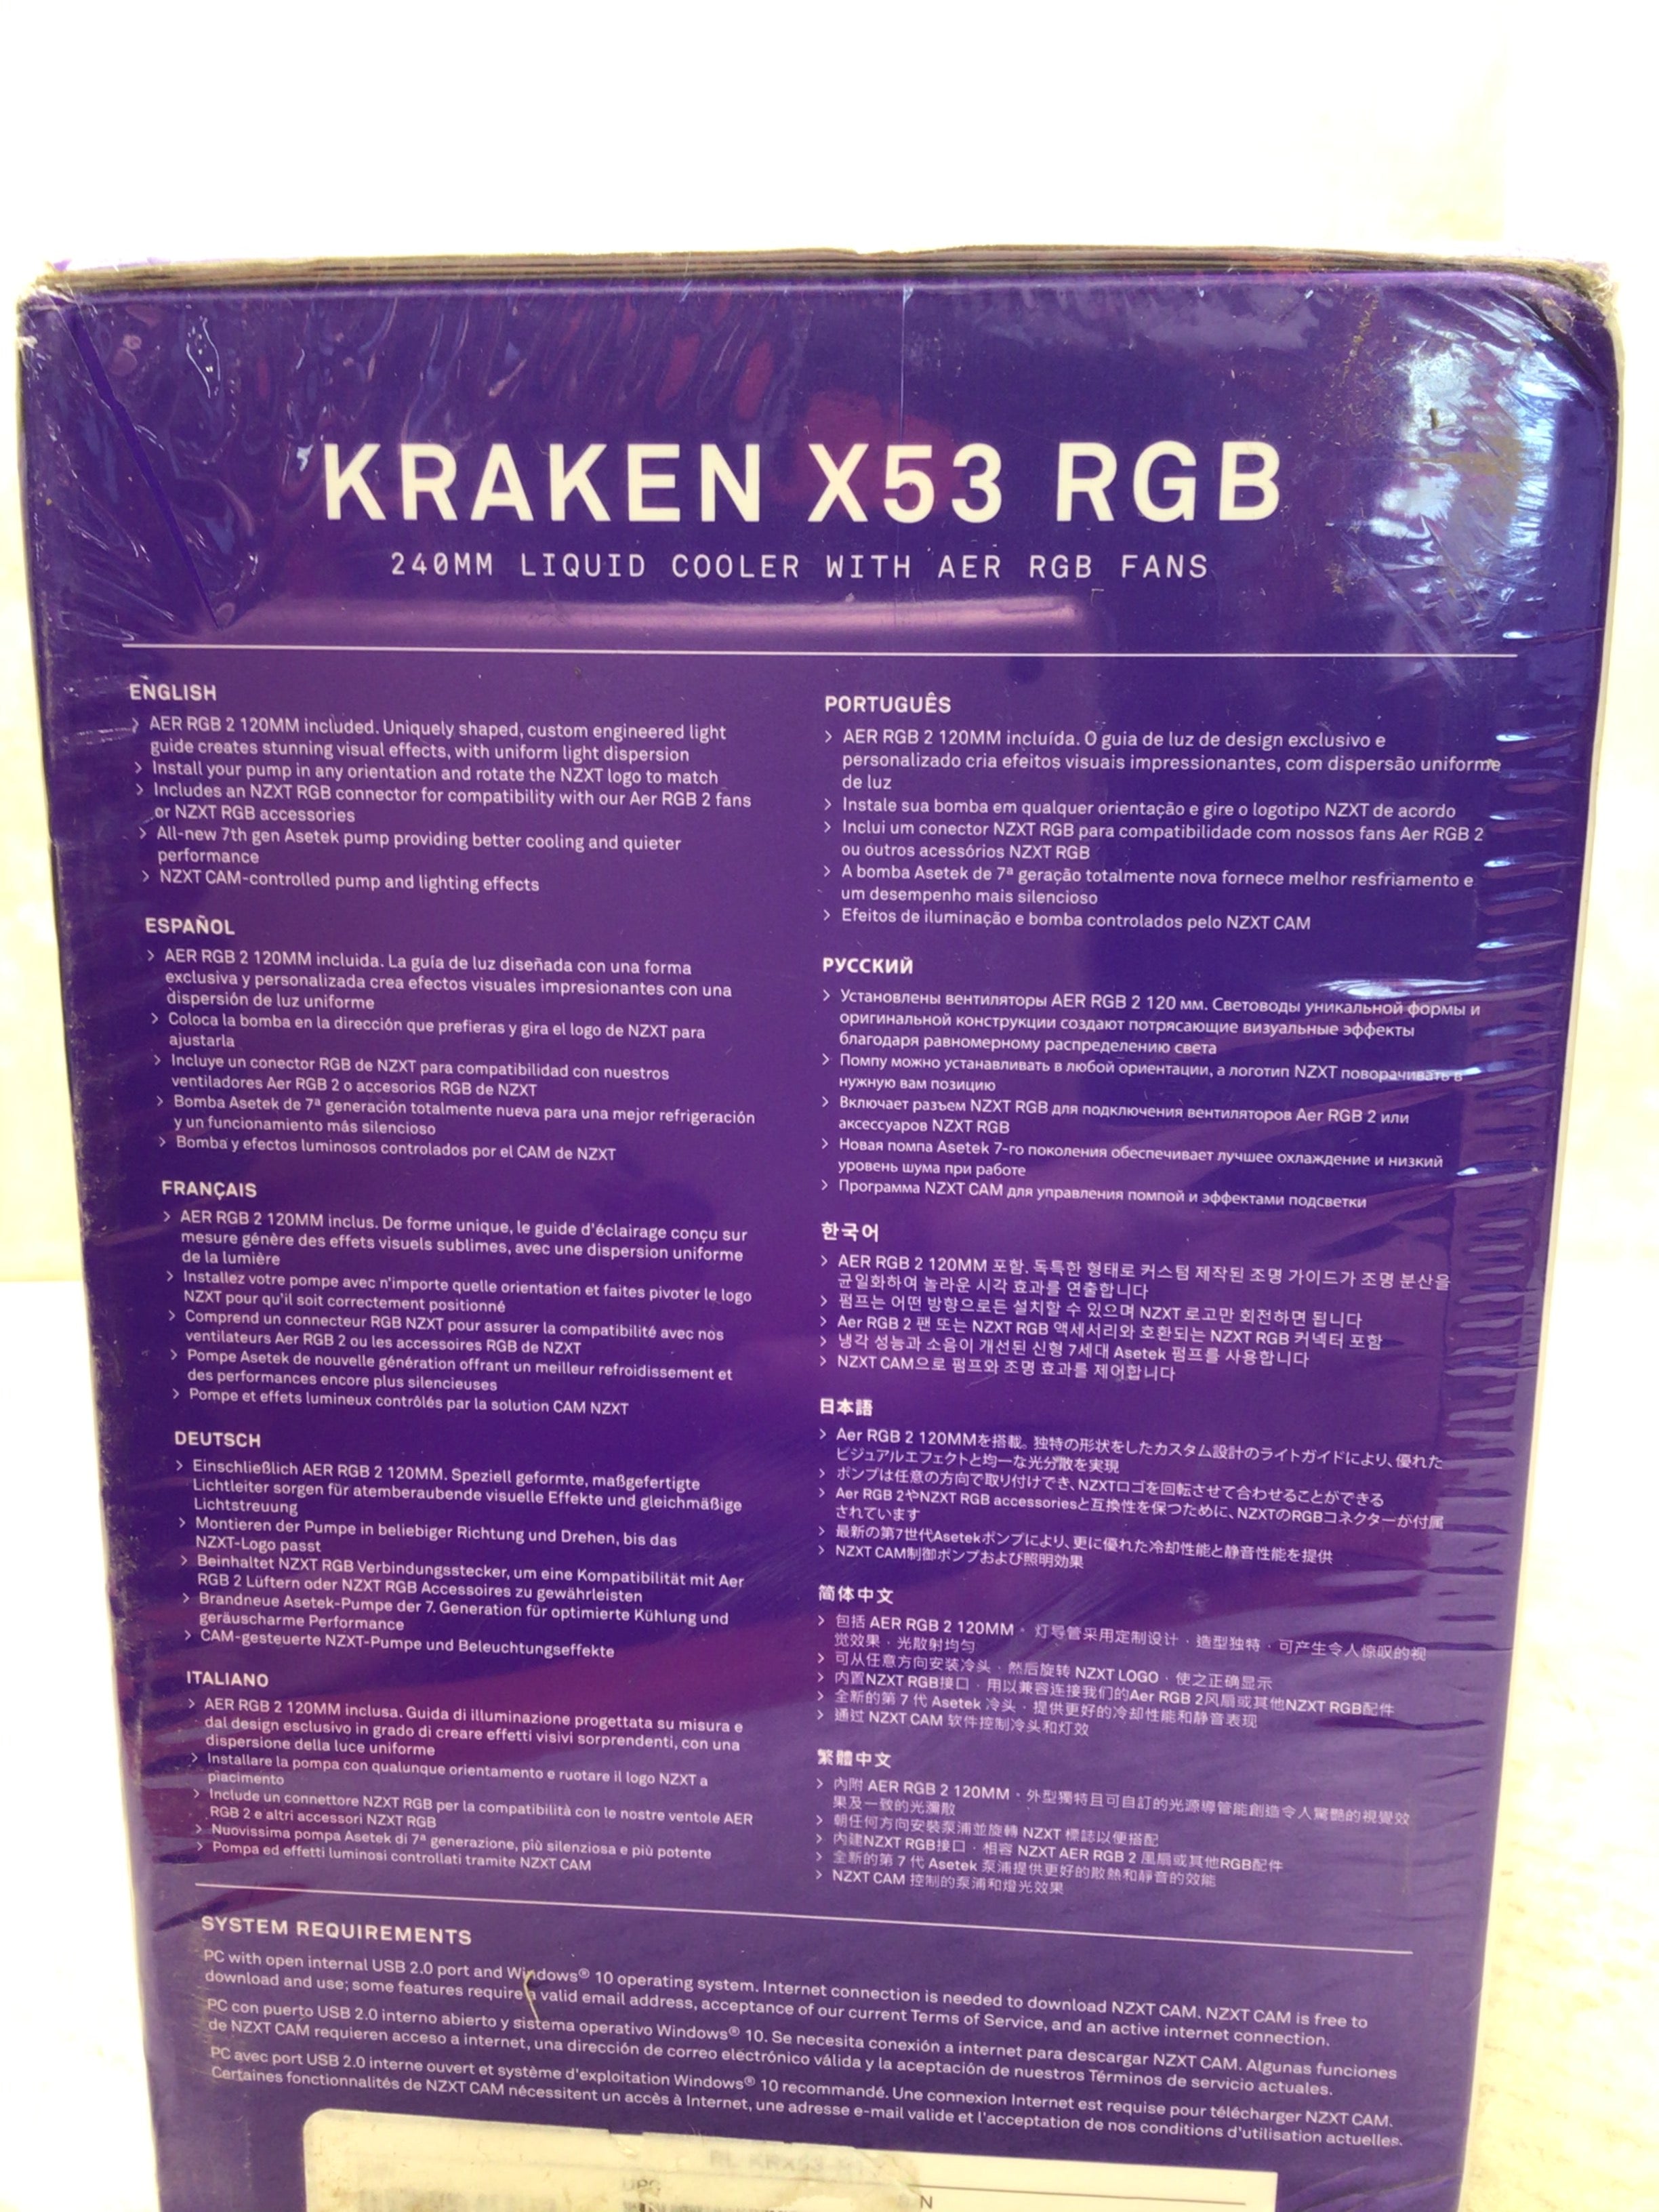 KRAKEN X53 RGB
240MM LIQUID COOLER WITH AER RGB FANS
ENGLISH
> AER RGB 2 120MM included. Uniquely shaped, custom engineered light
guide creates stunning visual effects, with uniform light dispersion
> Install your pump in any orientation and rotate the NZXT logo to match
> Includes an NZXT RGB connector for compatibility with our Aer RGB 2 fans
or NZXT RGB accessories
> All-new 7th gen Asetek pump providing better cooling and quieter
performance
> NZXT CAM-controlled pump and lighting effects
ESPAÑOL
> AER RGB 2 120MM incluida. La guía de luz diseñada con una forma
exclusiva y personalizada crea efectos visuales impresionantes con una
dispersión de luz uniforme
> Coloca la bomba en la dirección que prefieras y gira el logo de NZXT para
ajustarla
> Incluye un conector RGB de NZXT para compatibilidad con nuestros
ventiladores Aer RGB 2 o accesorios RGB de NZXT
> Bomba Asetek de 7ª generación totalmente nueva para una mejor refrigeración
y un funcionamiento más silencioso
> Bomba y efectos luminosos controlados por el CAM de NZXT
FRANÇAIS
> AER RGB 2 120MM inclus. De forme unique, le guide d'éclairage conçu sur
mesure génère des effets visuels sublimes, avec une dispersion uniforme
de la lumière
> Installez votre pompe avec n'importe quelle orientation et faites pivoter le logo
NZXT pour qu'il soit correctement positionné
> Comprend un connecteur RGB NZXT pour assurer la compatibilité avec nos
ventilateurs Aer RGB 2 ou les accessoires RGB de NZXT
> Pompe Asetek de nouvelle génération offrant un meilleur refroidissement et
des performances encore plus silencieuses
> Pompe et effets lumineux contrôlés par la solution CAM NZXT
DEUTSCH
> Einschließlich AER RGB 2 120MM. Speziell geformte, maßgefertigte
Lichtleiter sorgen für atemberaubende visuelle Effekte und gleichmäßige
Lichtstreuung
> Montieren der Pumpe in beliebiger Richtung und Drehen, bis das
NZXT-Logo passt
> Beinhaltet NZXT RGB Verbindungsstecker, um eine Kompatibilität mit Aer
RGB 2 Lüftern oder NZXT RGB Accessoires zu gewährleisten
> Brandneue Asetek-Pumpe der 7. Generation für optimierte Kühlung und
geräuscharme Performance
> CAM-gesteuerte NZXT-Pumpe und Beleuchtungseffekte
ITALIANO
> AER RGB 2 120MM inclusa. Guida di illuminazione progettata su misura e
dal design esclusivo in grado di creare effetti visivi sorprendenti, con una
dispersione della luce uniforme
> Installare la pompa con qualunque orientamento e ruotare il logo NZXT a
piacimento
> Include un connettore NZXT RGB per la compatibilità con le nostre ventole AER
RGB 2 e altri accessori NZXT RGB
> Nuovissima pompa Asetek di 7ª generazione, più silenziosa e più potente
> Pompa ed effetti luminosi controllati tramite NZXT CAM
PORTUGUÊS
> AER RGB 2 120MM incluída. O guia de luz de design exclusivo e
personalizado cria efeitos visuais impressionantes, com dispersão uniforme
de luz
> Instale sua bomba em qualquer orientação e gire o logotipo NZXT de acordo
> Inclui um conector NZXT RGB para compatibilidade com nossos fans Aer RGB 2
ou outros acessórios NZXT RGB
> A bomba Asetek de 7ª geração totalmente nova fornece melhor resfriamento e
um desempenho mais silencioso
> Efeitos de iluminação e bomba controlados pelo NZXT CAM
РУССКИЙ
> Установлены вентиляторы AER RGB 2 120 мм. Световоды уникальной формы и
оригинальной конструкции создают потрясающие визуальные эффекты
благодаря равномерному распределению света
> Помпу можно устанавливать в любой ориентации, а логотип NZXT поворачивать в
нужную вам позицию
> Включает разъем NZXT RGB для подключения вентиляторов Aer RGB 2 или
аксессуаров NZXT RGB
> Новая помпа Asetek 7-го поколения обеспечивает лучшее охлаждение и низкий
уровень шума при работе
> Программа NZXT CAM для управления помпой и эффектами подсветки
한국어
> AER RGB 2 120MM 포함. 독특한 형태로 커스텀 제작된 조명 가이드가 조명 분산을
균일화하여 놀라운 시각 효과를 연출합니다
> 펌프는 어떤 방향으로든 설치할 수 있으며 NZXT 로고만 회전하면 됩니다
> Aer RGB 2 팬 또는 NZXT RGB 액세서리와 호환되는 NZXT RGB 커넥터 포함
> 냉각 성능과 소음이 개선된 신형 7세대 Asetek 펌프를 사용합니다
> NZXT CAM으로 펌프와 조명 효과를 제어합니다
日本語
> Aer RGB 2 120MMを搭載。独特の形状をしたカスタム設計のライトガイドにより、優れた
ビジュアルエフェクトと均一な光分散を実現
> ポンプは任意の方向で取り付けでき、NZXTロゴを回転させて合わせることができる
> Aer RGB 2やNZXT RGB accessoriesと互換性を保つために、NZXTのRGBコネクターが付属
されています
> 最新の第7世代Asetekポンプにより、更に優れた冷却性能と静音性能を提供
> NZXT CAM制御ポンプおよび照明効果
简体中文
> 包括 AER RGB 2 120MM。灯导管采用定制设计，造型独特，可产生令人惊叹的视
觉效果，光散射均匀
> 可从任意方向安装冷头，然后旋转 NZXT LOGO，使之正确显示
> 内置NZXT RGB接口，用以兼容连接我们的Aer RGB 2风扇或其他NZXT RGB配件
> 全新的第 7 代 Asetek 冷头，提供更好的冷却性能和静音表现
> 通过 NZXT CAM 软件控制冷头和灯效
繁體中文
> 內附 AER RGB 2 120MM，外型獨特且可自訂的光源導管能創造令人驚艷的視覺效
果及一致的光瀰散
> 朝任何方向安裝泵浦並旋轉 NZXT 標誌以便搭配
> 內建NZXT RGB接口，相容 NZXT AER RGB 2 風扇或其他RGB配件
> 全新的第 7 代 Asetek 泵浦提供更好的散熱和靜音的效能
> NZXT CAM 控制的泵浦和燈光效果
SYSTEM REQUIREMENTS
PC with open internal USB 2.0 port and Windows® 10 operating system. Internet connection is needed to download NZXT CAM. NZXT CAM is free to
download and use; some features require a valid email address, acceptance of our current Terms of Service, and an active internet connection.
PC con puerto USB 2.0 interno abierto y sistema operativo Windows® 10. Se necesita conexión a internet para descargar NZXT CAM. Algunas funciones
de NZXT CAM requieren acceso a internet, una dirección de correo electrónico válida y la aceptación de nuestros Términos de servicio actuales.
PC avec port USB 2.0 interne ouvert et système d'exploitation Windows® 10 recommandé. Une connexion Internet est requise pour télécharger NZXT CAM.
Certaines fonctionnalités de NZXT CAM nécessitent un accès à Internet, une adresse e-mail valide et l'acceptation de nos conditions d'utilisation actuelles.